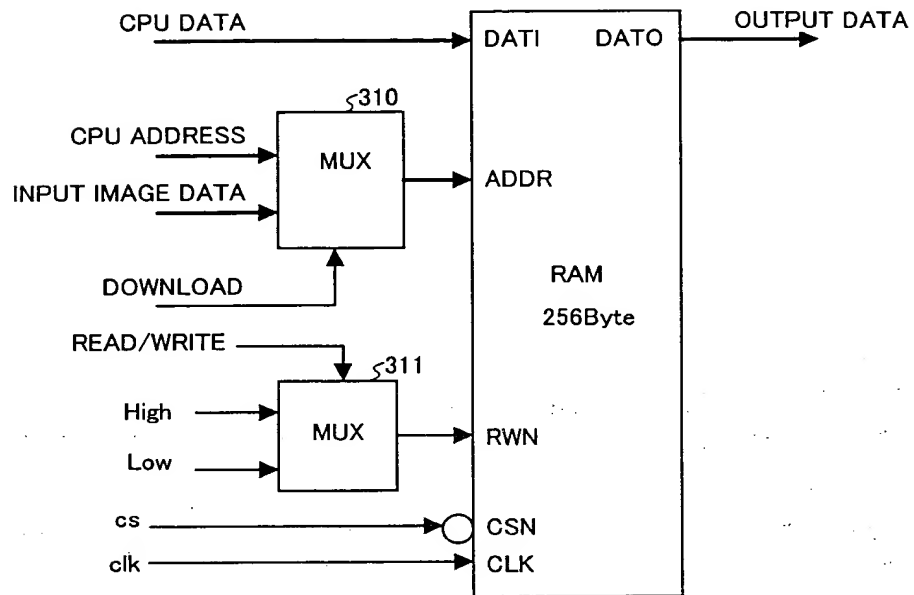 CPU DATA
OUTPUT DATA
DATI
DATO
310
CPU ADDRESS
MUX
INPUT IMAGE DATA
ADDR
DOWNLOAD
RAM
256Byte
READ/WRITE
311
High
MUX
RWN
Low
cs
CSN
clk
CLK